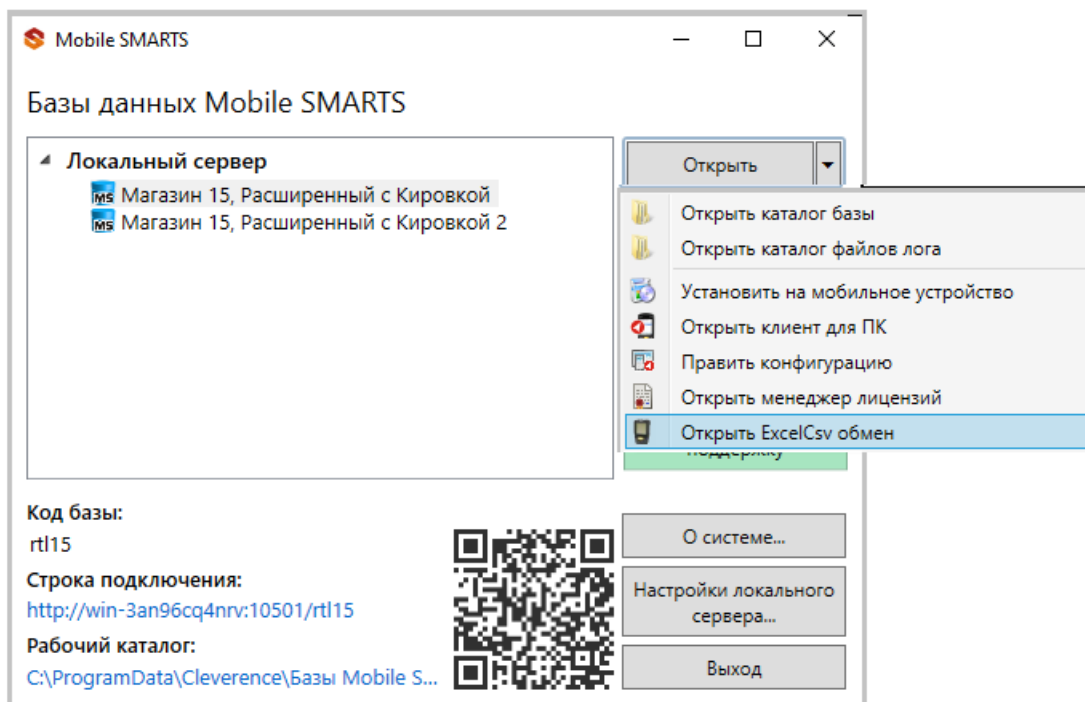 Mobile SMARTS
Базы данных Mobile SMARTS
Локальный сервер
Магазин 15, Расширенный с Кировкой
Магазин 15, Расширенный с Кировкой 2
Открыть
Открыть каталог базы
Открыть каталог файлов лога
Установить на мобильное устройство
Открыть клиент для ПК
Править конфигурацию
Открыть менеджер лицензий
Открыть ExcelCsv обмен
поддержку
Код базы:
rtl15
Строка подключения:
http://win-3an96cq4nrv:10501/rtl15
Рабочий каталог:
C:\ProgramData\Cleverence\Базы Mobile S...
О системе...
Настройки локального
сервера...
Выход